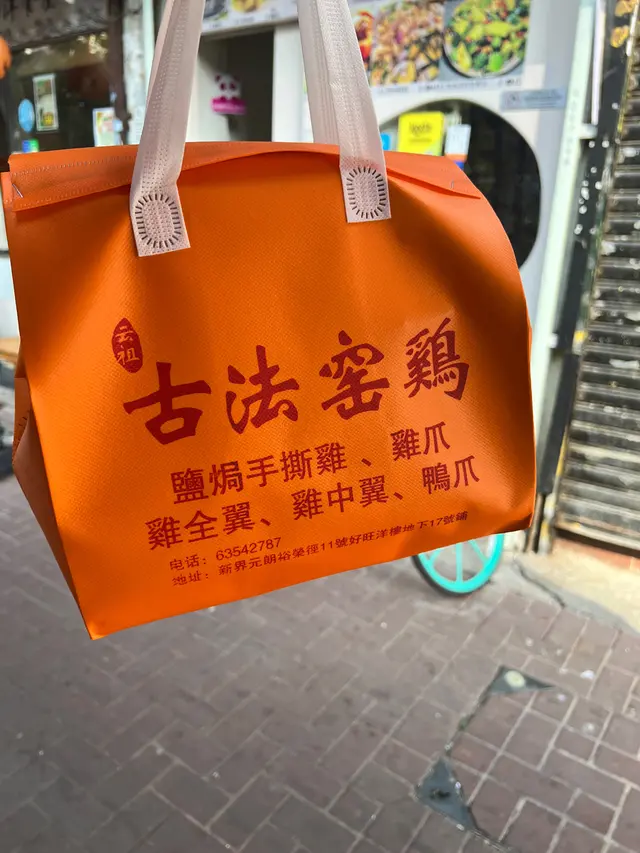 云祖
古法窑鷄
鹽焗手撕雞、雞爪
雞全翼、雞中翼、鴨爪
电话：63542787
地址：新界元朗裕榮徑11號好旺洋樓地下17號鋪